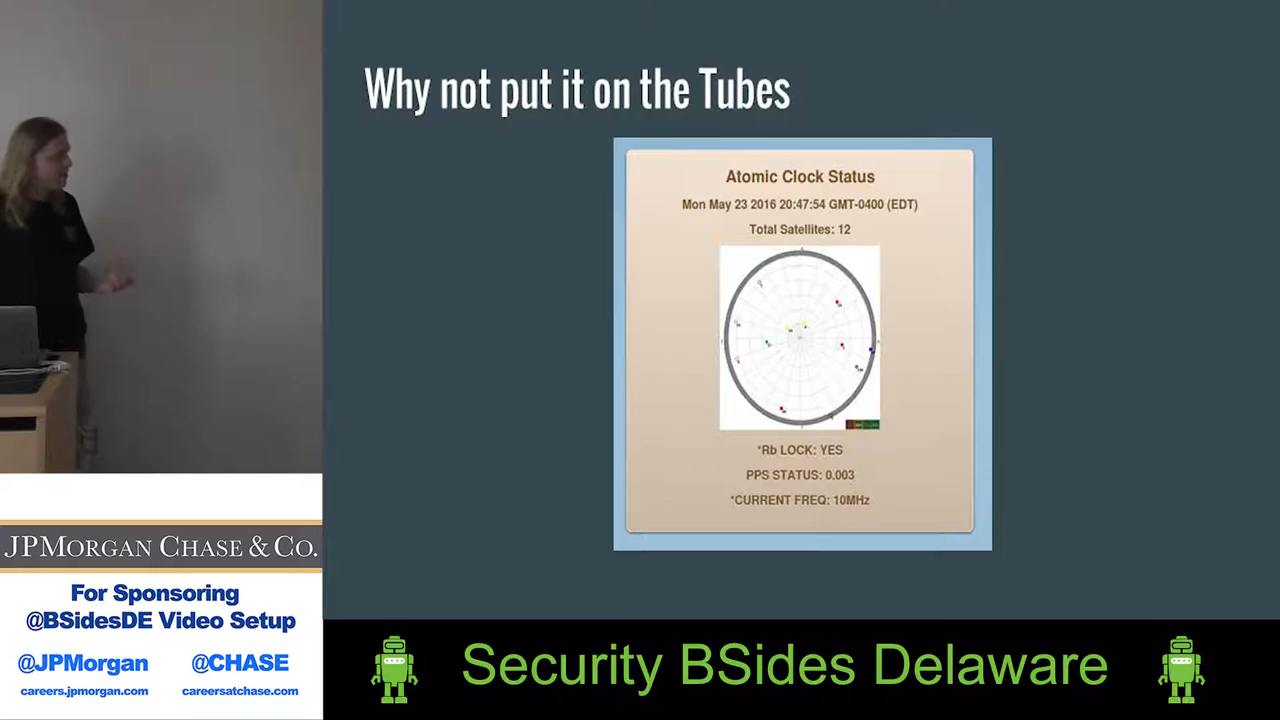 Why not put it on the Tubes
Atomic Clock Status
Mon May 23 2016 20:47:54 GMT-0400 (EDT)
Total Satellites: 12
*Rb LOCK: YES
PPS STATUS: 0.003
*CURRENT FREQ: 10MHz
JPMORGAN CHASE & CO.
For Sponsoring
@BSidesDE Video Setup
@JPMorgan @CHASE
careers.jpmorgan.com careersatchase.com
Security BSides Delaware